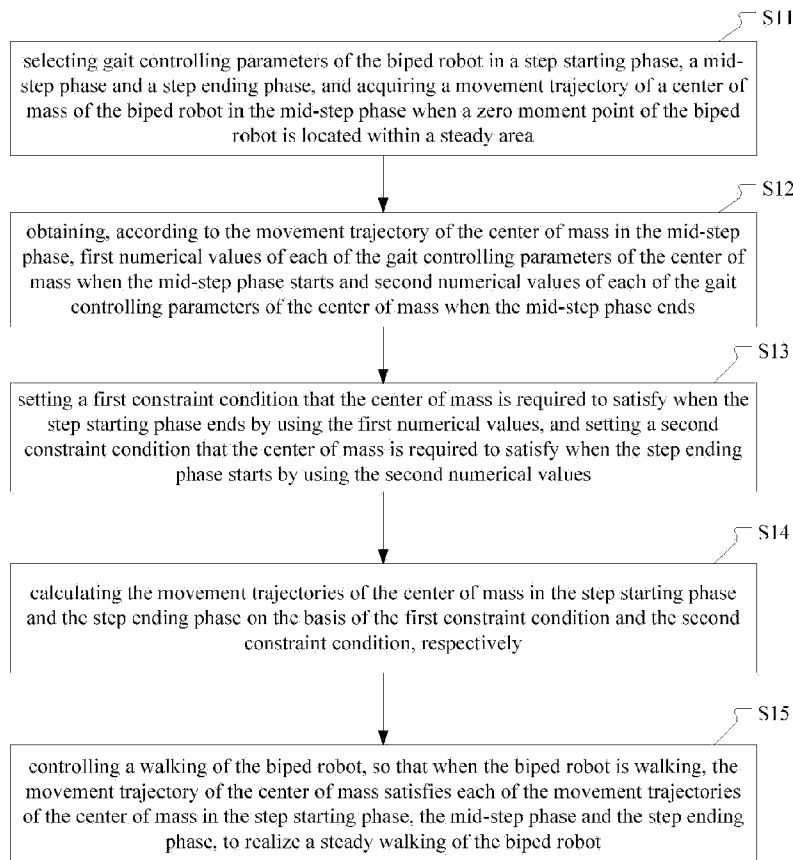 S11
selecting gait controlling parameters of the biped robot in a step starting phase, a mid-
step phase and a step ending phase, and acquiring a movement trajectory of a center of
mass of the biped robot in the mid-step phase when a zero moment point of the biped
robot is located within a steady area
S12
obtaining, according to the movement trajectory of the center of mass in the mid-step
phase, first numerical values of each of the gait controlling parameters of the center of
mass when the mid-step phase starts and second numerical values of each of the gait
controlling parameters of the center of mass when the mid-step phase ends
S13
setting a first constraint condition that the center of mass is required to satisfy when the
step starting phase ends by using the first numerical values, and setting a second
constraint condition that the center of mass is required to satisfy when the step ending
phase starts by using the second numerical values
S14
calculating the movement trajectories of the center of mass in the step starting phase
and the step ending phase on the basis of the first constraint condition and the second
constraint condition, respectively
S15
controlling a walking of the biped robot, so that when the biped robot is walking, the
movement trajectory of the center of mass satisfies each of the movement trajectories
of the center of mass in the step starting phase, the mid-step phase and the step ending
phase, to realize a steady walking of the biped robot